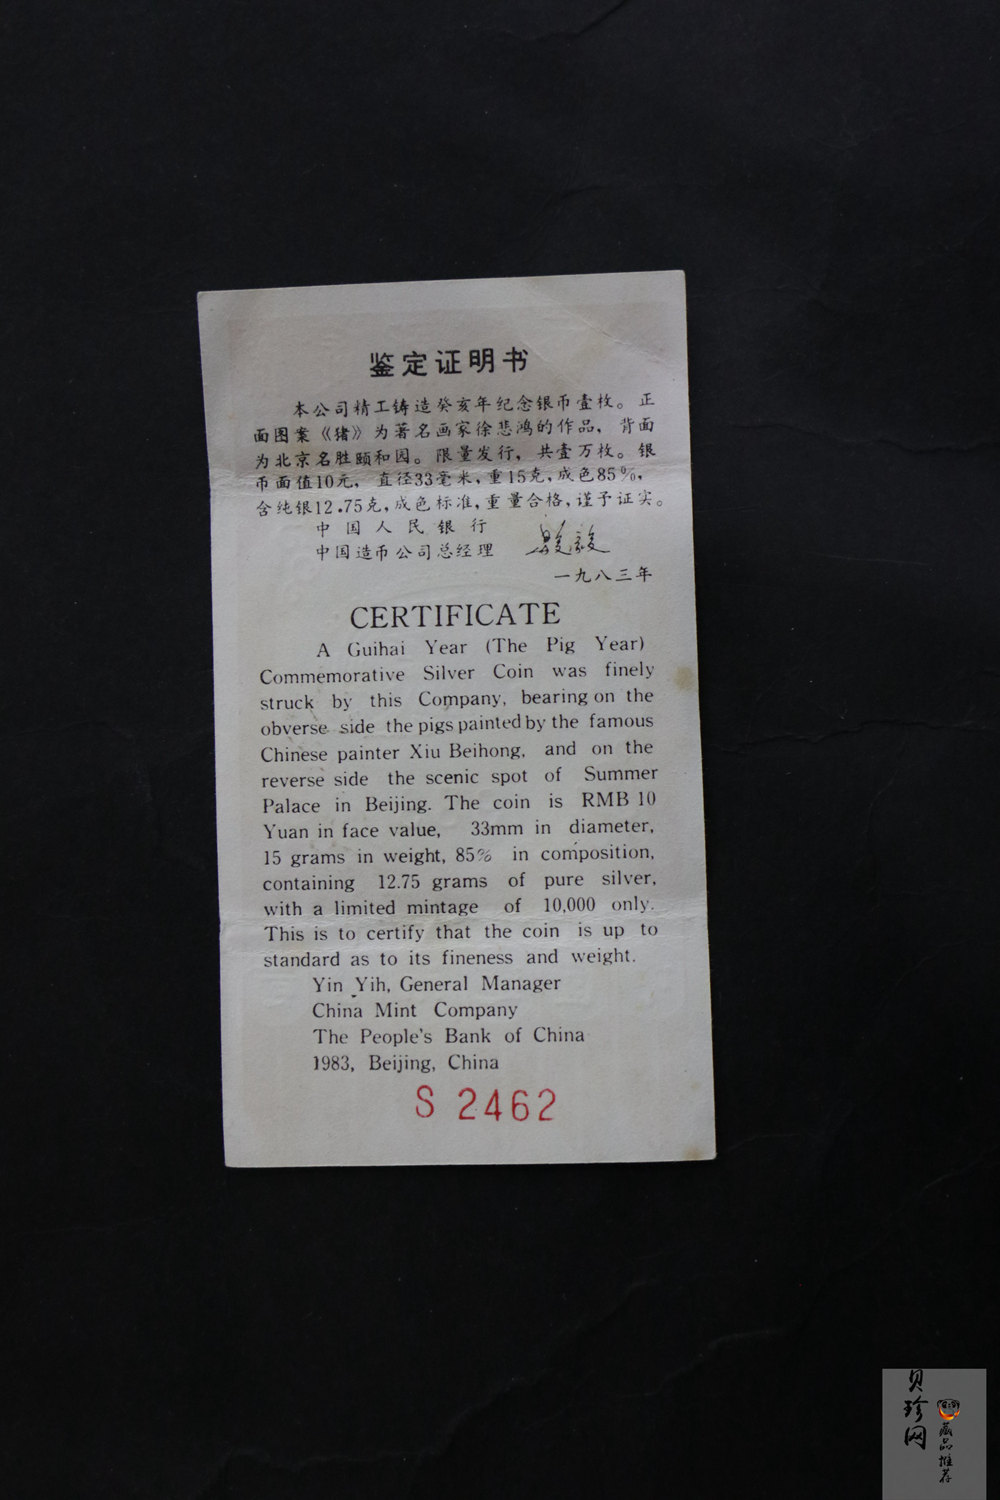 鉴定证明书
本公司精工铸造癸亥年纪念银币壹枚。正
面图案《猪》为著名画家徐悲鸿的作品，背面
为北京名胜颐和园。限量发行，共壹万枚。银
币面值10元，直径33毫米，重15克，成色85%，
含纯银12.75克，成色标准，重量合格，谨予证实。
中国人民银行
中国造币公司总经理
一九八三年
CERTIFICATE
A Guihai Year (The Pig Year)
Commemorative Silver Coin was finely
struck by this Company, bearing on the
obverse side the pigs painted by the famous
Chinese painter Xiu Beihong, and on the
reverse side the scenic spot of Summer
Palace in Beijing. The coin is RMB 10
Yuan in face value, 33mm in diameter,
15 grams in weight, 85% in composition,
containing 12.75 grams of pure silver,
with a limited mintage of 10,000 only.
This is to certify that the coin is up to
standard as to its fineness and weight.
Yin Yih, General Manager
China Mint Company
The People's Bank of China
1983, Beijing, China
S 2462
贝珍网
藏品推荐